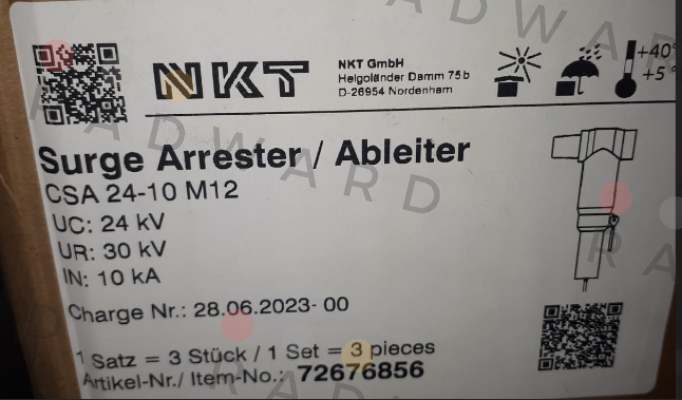 NKT
NKT GmbH
Helgoländer Damm 75b
D-26954 Nordenham
+40°
+5°
Surge Arrester / Ableiter
CSA 24-10 M12
UC: 24 kV
UR: 30 kV
IN: 10 kA
Charge Nr.: 28.06.2023- 00
1 Satz = 3 Stück / 1 Set = 3 pieces
Artikel-Nr./ Item-No.: 72676856
RADWARD